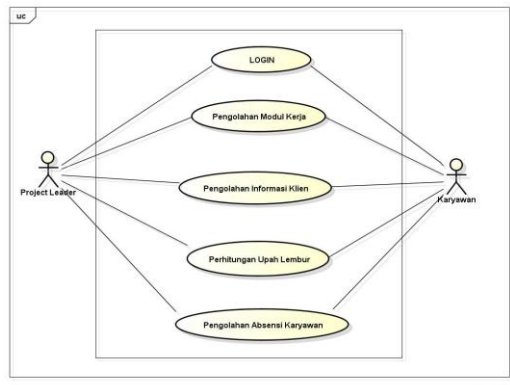 uc
LOGIN
Pengolahan Modul Kerja
Pengolahan Informasi Klien
Project Leader
Karyawan
Perhitungan Upah Lembur
Pengolahan Absensi Karyawan